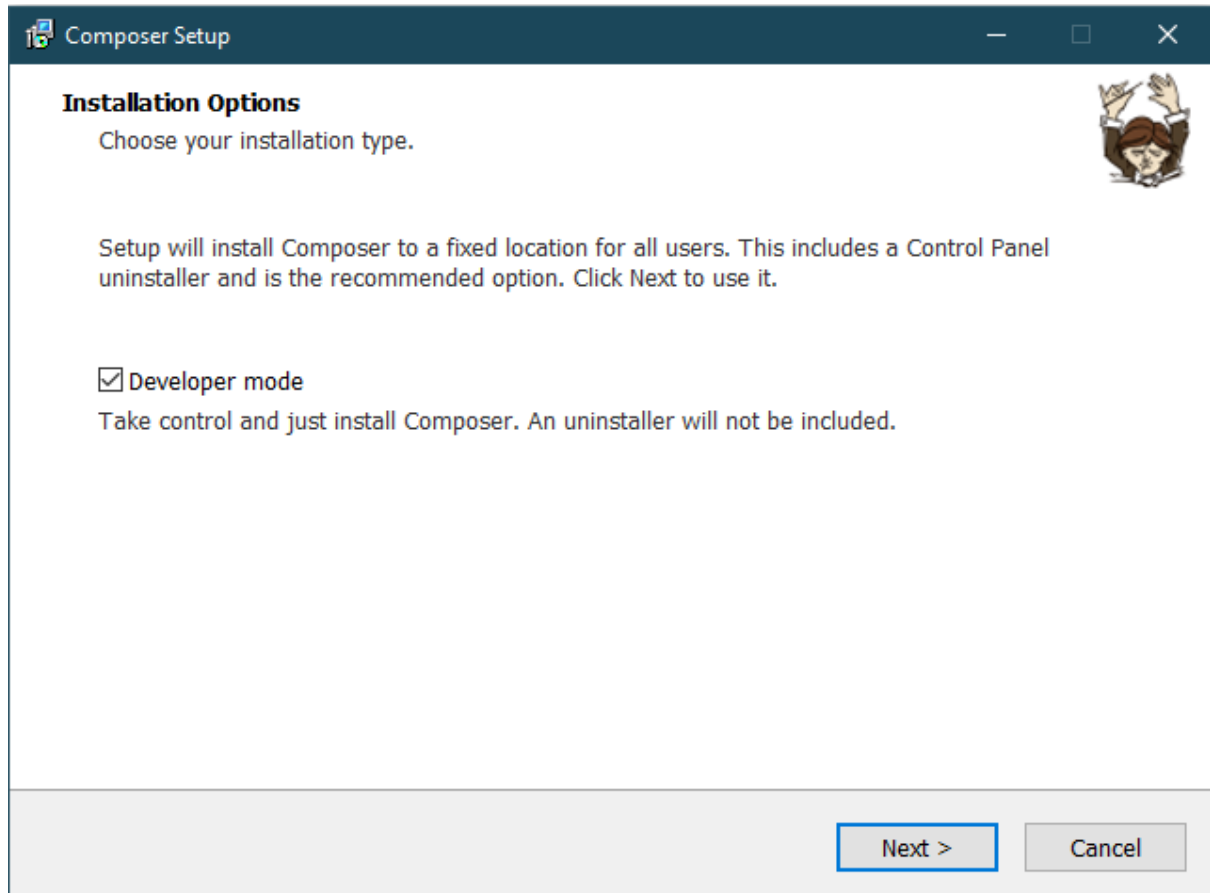 Composer Setup
Installation Options
Choose your installation type.
Setup will install Composer to a fixed location for all users. This includes a Control Panel
uninstaller and is the recommended option. Click Next to use it.
Developer mode
Take control and just install Composer. An uninstaller will not be included.
Next >
Cancel